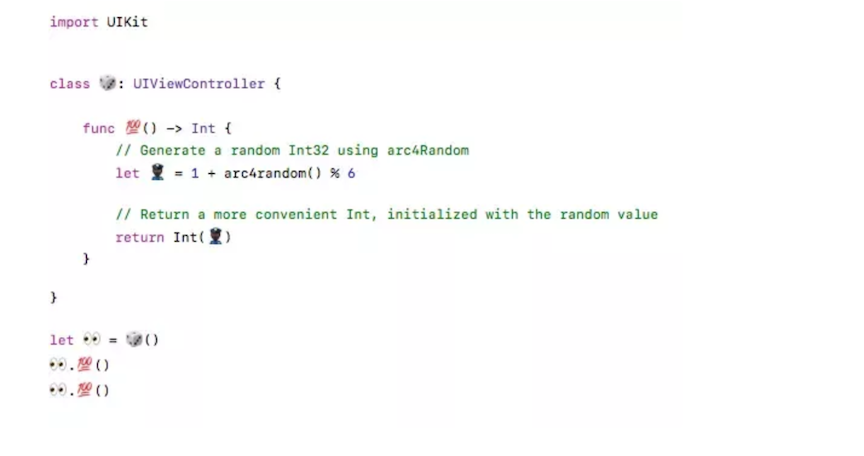 import UIKit
class 🎲: UIViewController {
func 💯() -> Int {
// Generate a random Int32 using arc4Random
let 👮🏿 = 1 + arc4random() % 6
// Return a more convenient Int, initialized with the random value
return Int(👮🏿)
}
}
let 👀 = 🎲()
👀.💯()
👀.💯()